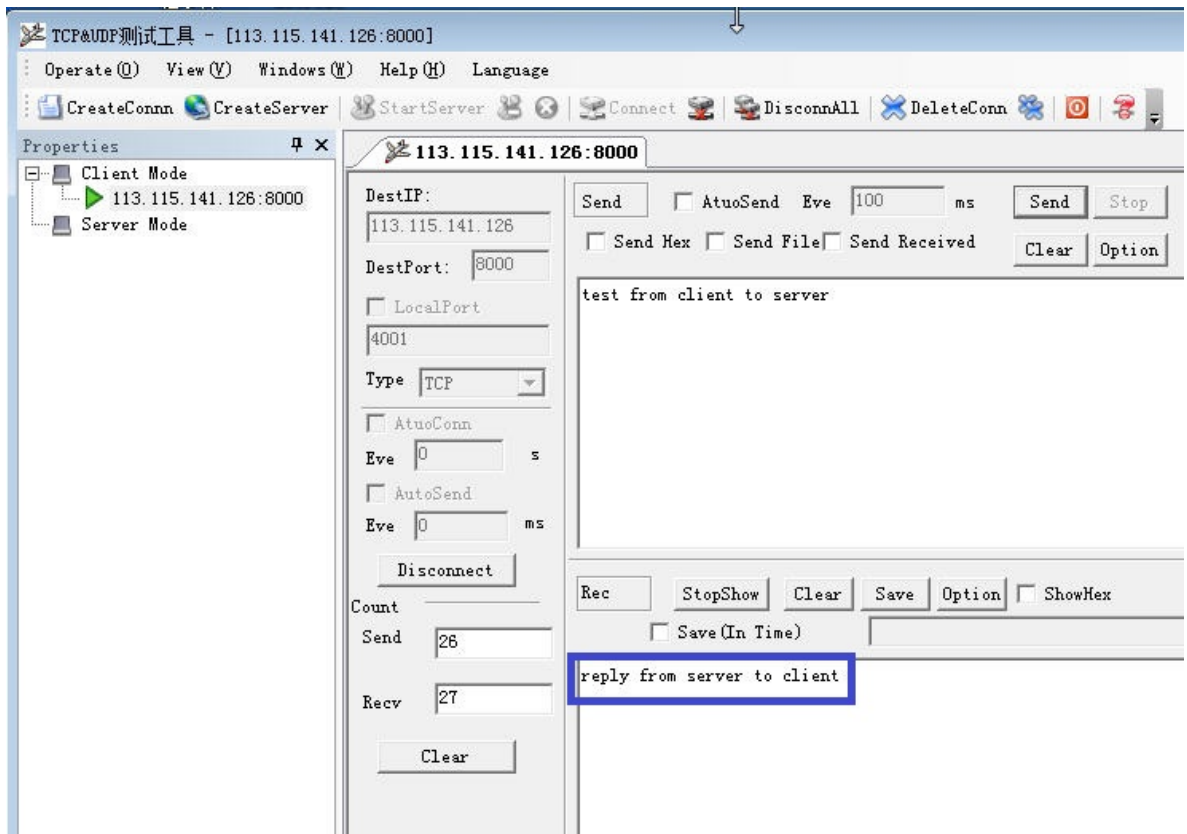 TCP&UDP测试工具 - [113.115.141.126:8000]
Operate(O) View(V) Windows(W) Help(H) Language
CreateConnn CreateServer StartServer Connect DisconnAll DeleteConn
Properties
Client Mode
113.115.141.126:8000
Server Mode
113.115.141.126:8000
DestIP:
113.115.141.126
DestPort: 8000
LocalPort
4001
Type TCP
AtuoConn
Eve 0 s
AutoSend
Eve 0 ms
Disconnect
Count
Send 26
Recv 27
Clear
Send AtuoSend Eve 100 ms Send Stop
Send Hex Send File Send Received Clear Option
test from client to server
Rec StopShow Clear Save Option ShowHex
Save(In Time)
reply from server to client